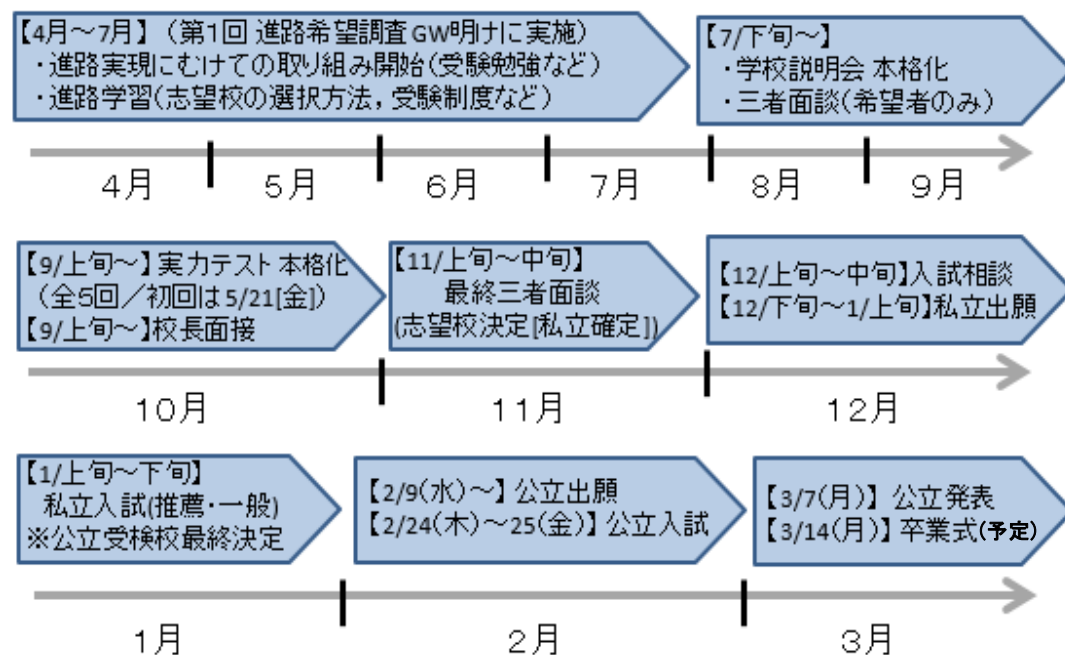 【4月～7月】（第1回 進路希望調査 GW明けに実施）
・進路実現にむけての取り組み開始(受験勉強など)
・進路学習(志望校の選択方法，受験制度など)
【7/下旬～】
・学校説明会 本格化
・三者面談(希望者のみ)
4月 5月 6月 7月 8月 9月
【9/上旬～】実力テスト 本格化
（全5回／初回は 5/21[金]）
【9/上旬～】校長面接
【11/上旬～中旬】
最終三者面談
(志望校決定[私立確定])
【12/上旬～中旬】入試相談
【12/下旬～1/上旬】私立出願
10月 11月 12月
【1/上旬～下旬】
私立入試(推薦・一般)
※公立受検校最終決定
【2/9(水)～】公立出願
【2/24(木)～25(金)】公立入試
【3/7(月)】 公立発表
【3/14(月)】 卒業式(予定)
1月 2月 3月